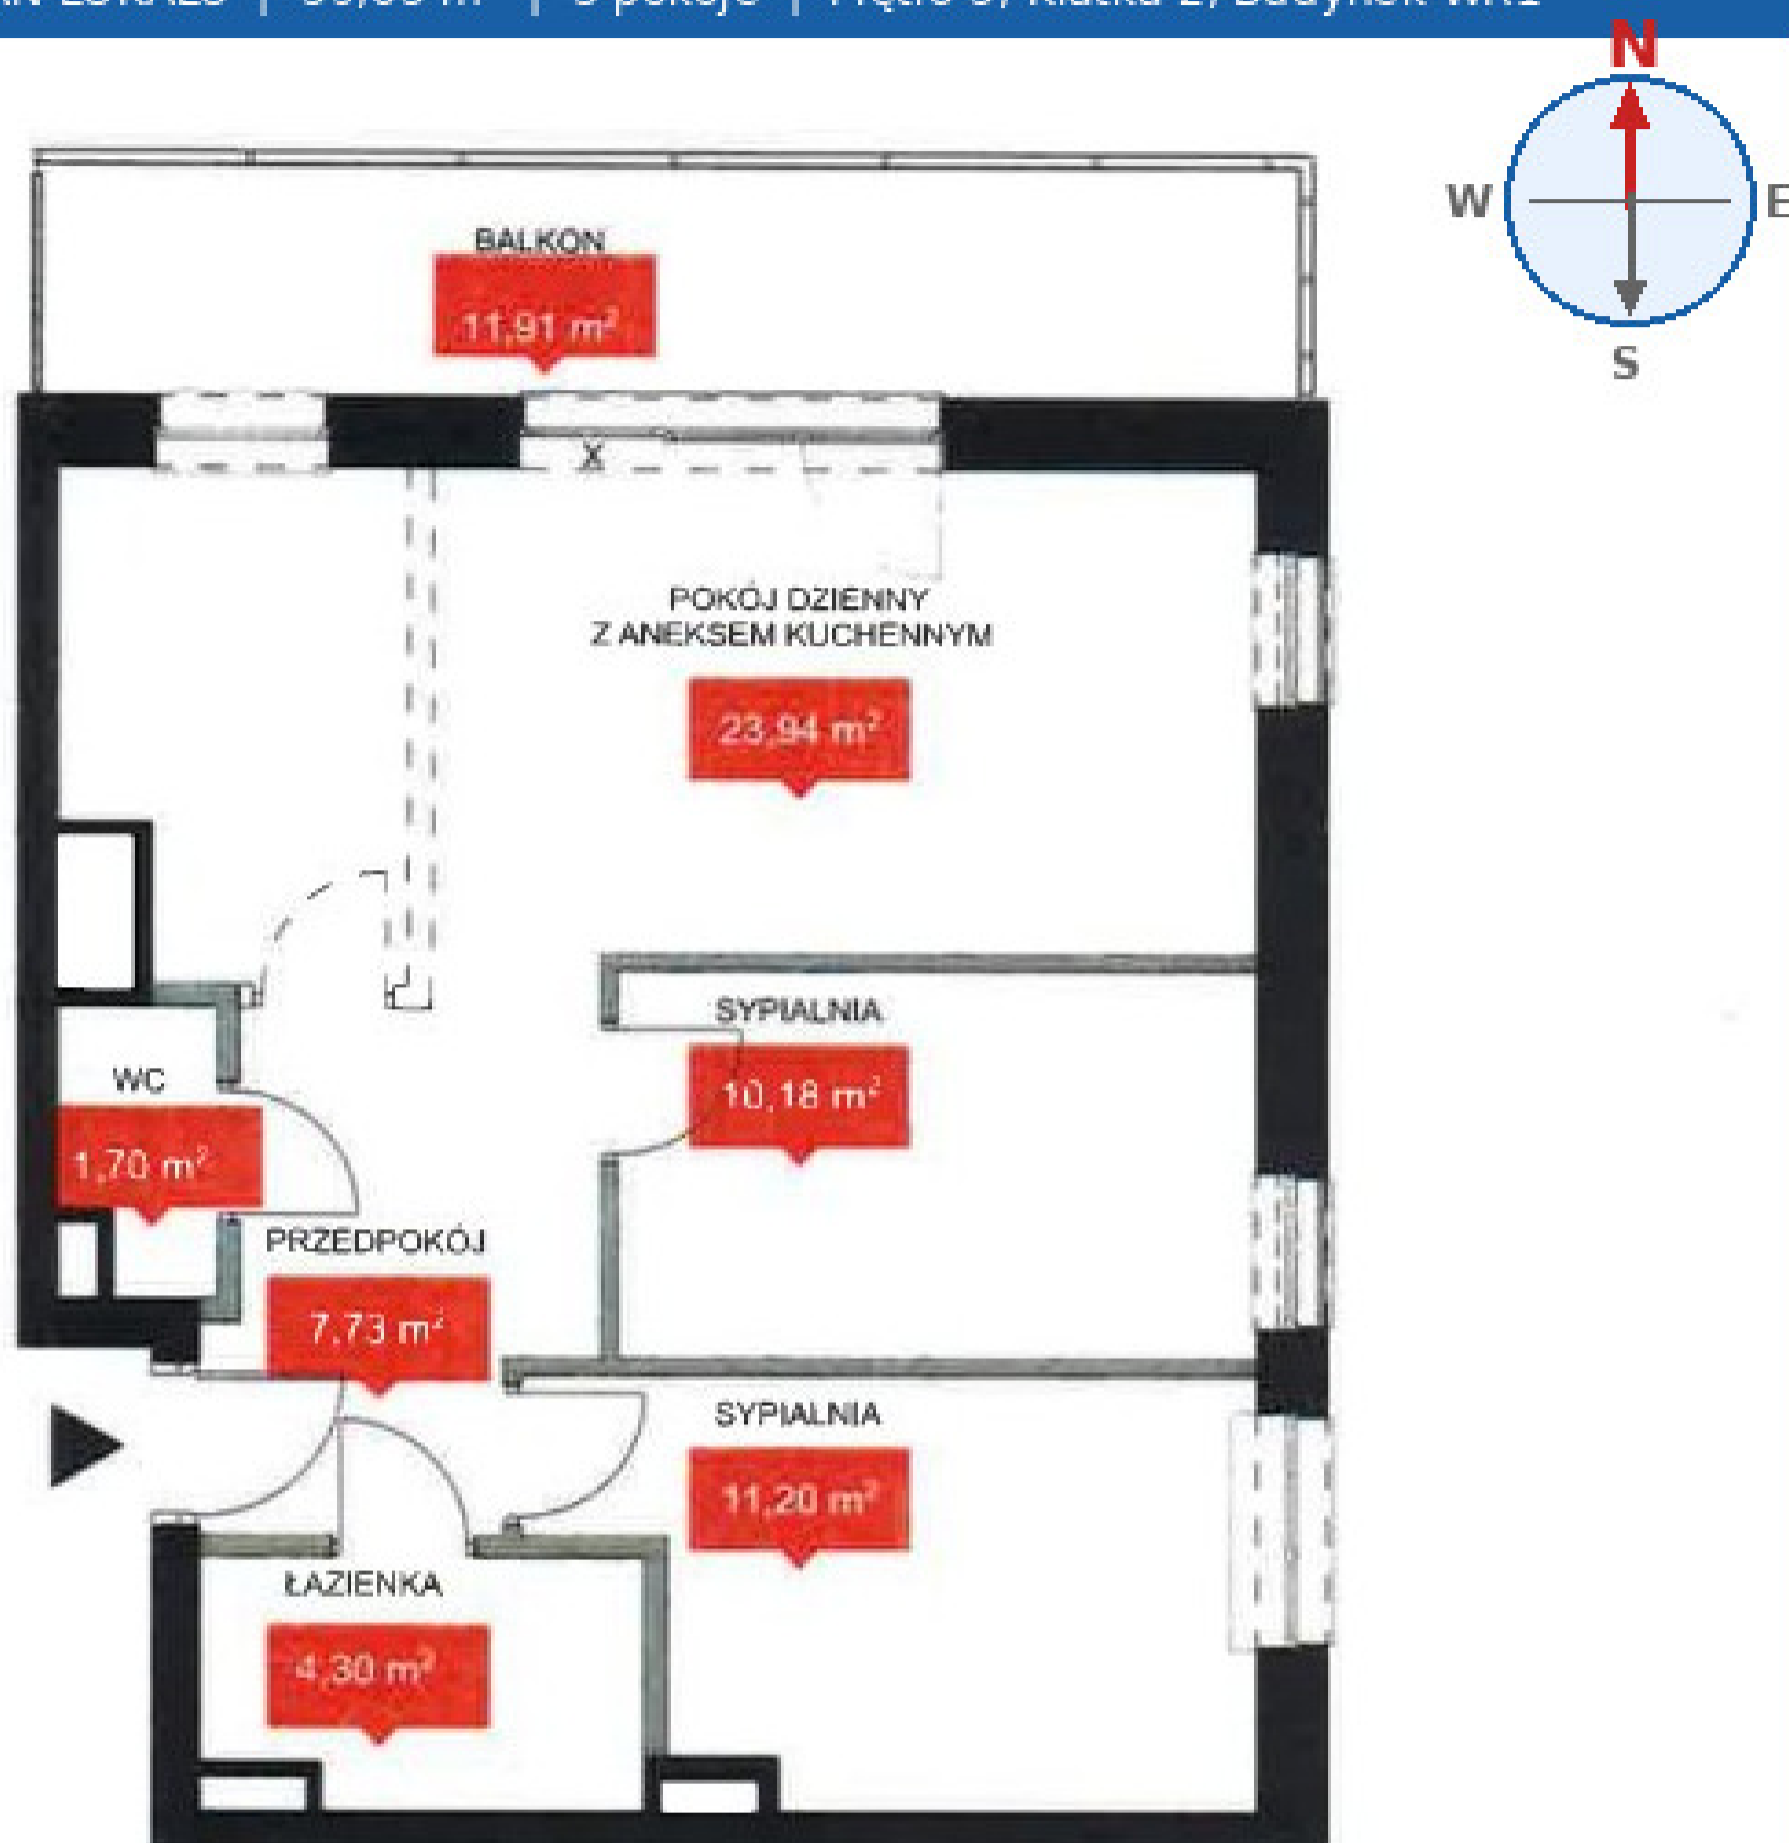 N
W
E
S
BALKON
11,91 m²
X
POKÓJ DZIENNY
Z ANEKSEM KUCHENNYM
23,94 m²
SYPIALNIA
10,18 m²
WC
1,70 m²
PRZEDPOKÓJ
7,73 m²
SYPIALNIA
11,20 m²
ŁAZIENKA
4,30 m²